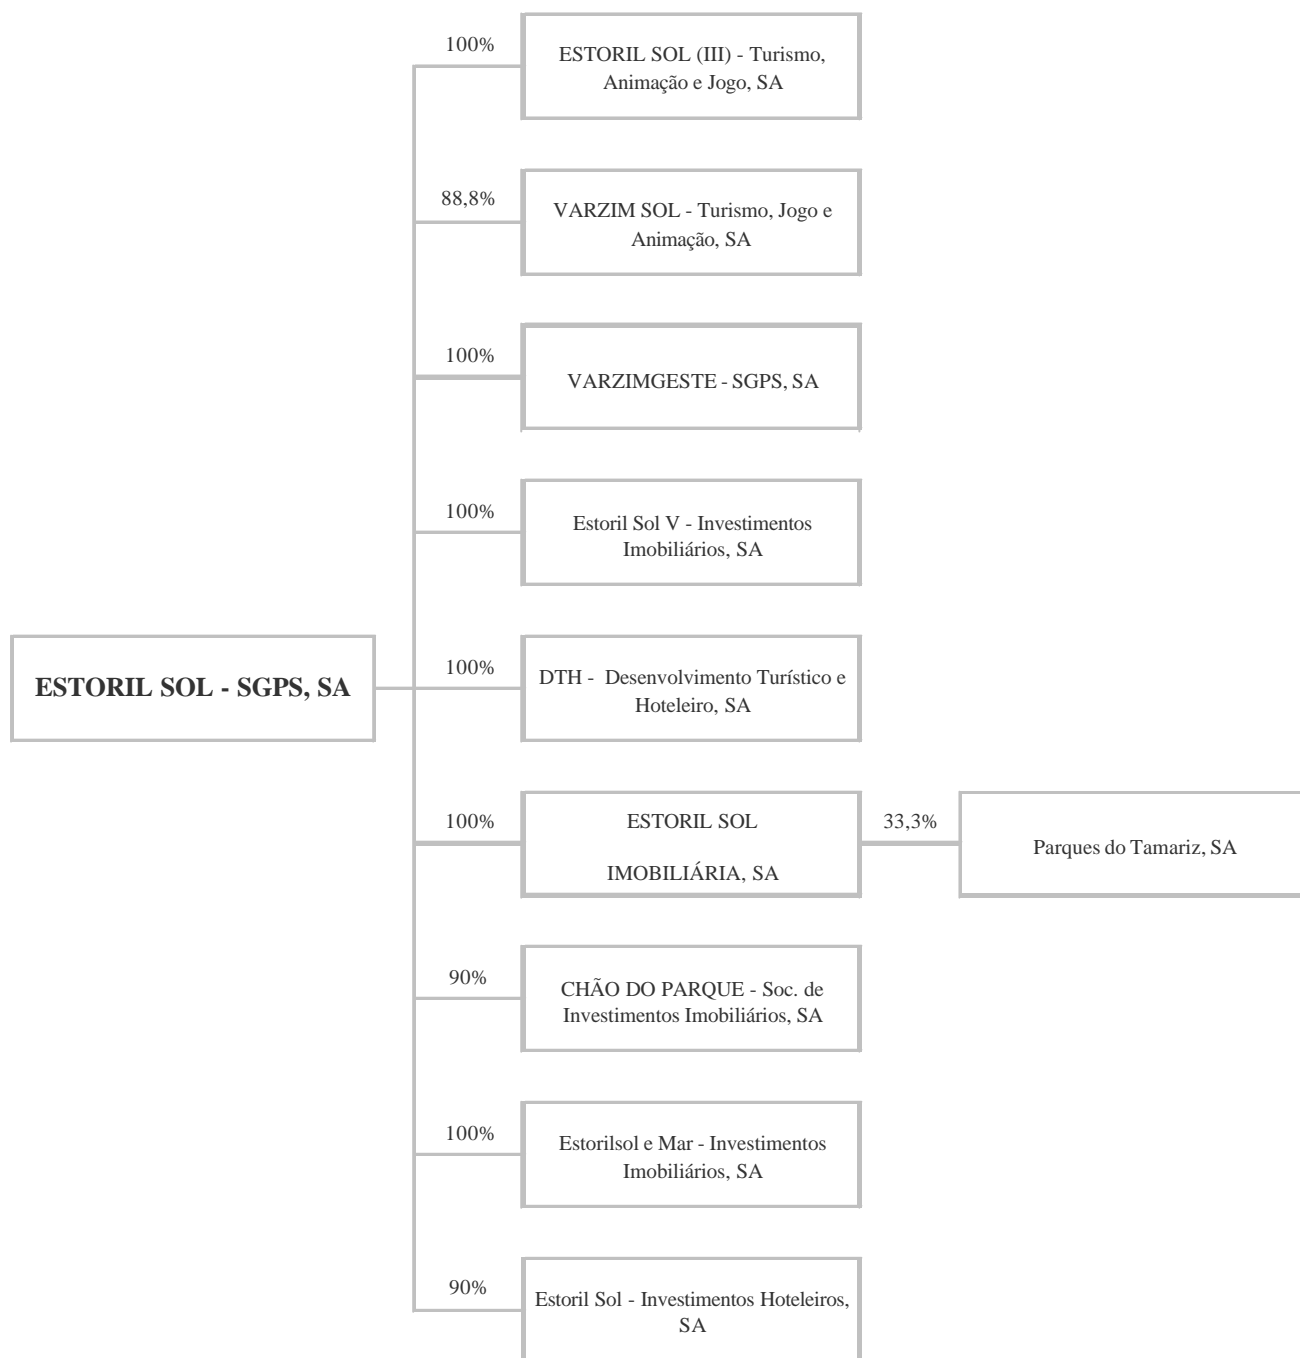 100%
ESTORIL SOL (III) - Turismo,
Animação e Jogo, SA
88,8%
VARZIM SOL - Turismo, Jogo e
Animação, SA
100%
VARZIMGESTE - SGPS, SA
100%
Estoril Sol V - Investimentos
Imobiliários, SA
ESTORIL SOL - SGPS, SA
100%
DTH - Desenvolvimento Turístico e
Hoteleiro, SA
100%
ESTORIL SOL
IMOBILIÁRIA, SA
33,3%
Parques do Tamariz, SA
90%
CHÃO DO PARQUE - Soc. de
Investimentos Imobiliários, SA
100%
Estorilsol e Mar - Investimentos
Imobiliários, SA
90%
Estoril Sol - Investimentos Hoteleiros,
SA